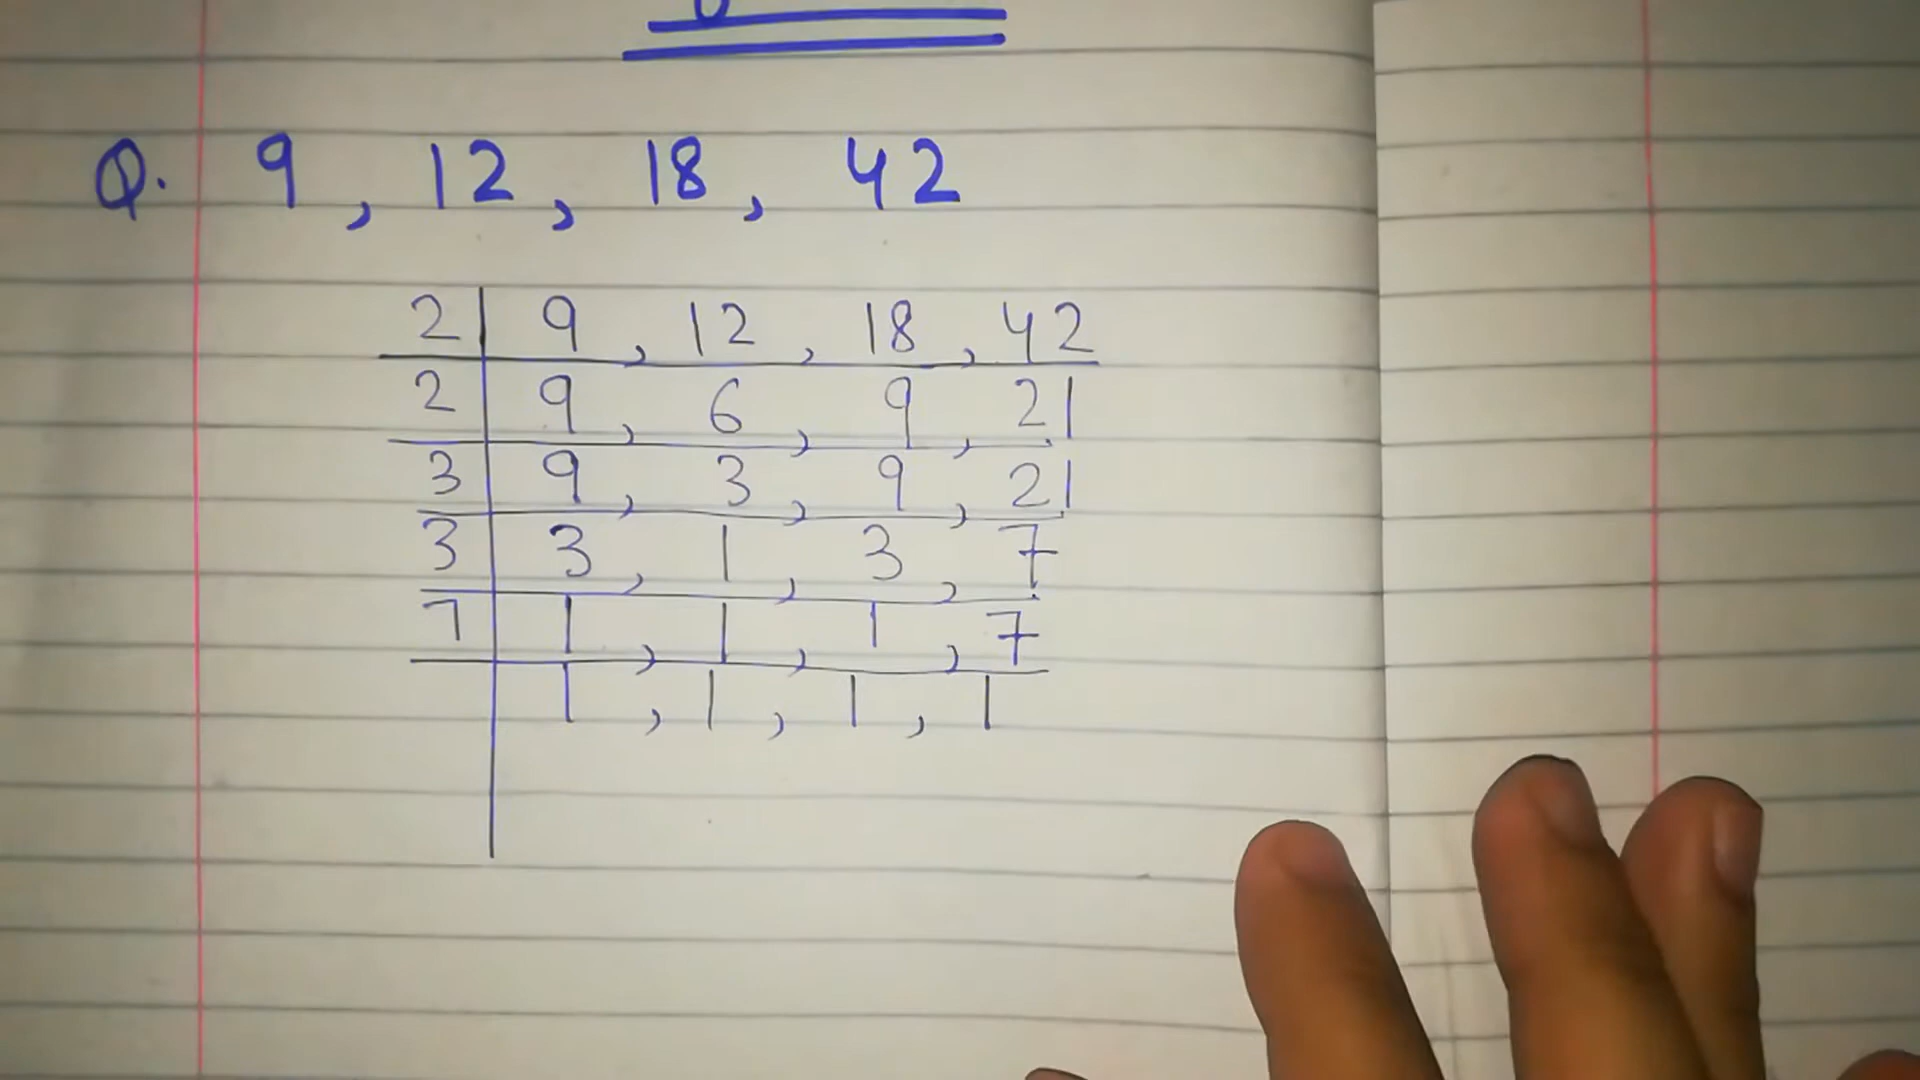 Q. 9, 12, 18, 42
2 9, 12, 18, 42
2 9, 6, 9, 21
3 9, 3, 9, 21
3 3, 1, 3, 7
7 1, 1, 1, 7
1, 1, 1, 1